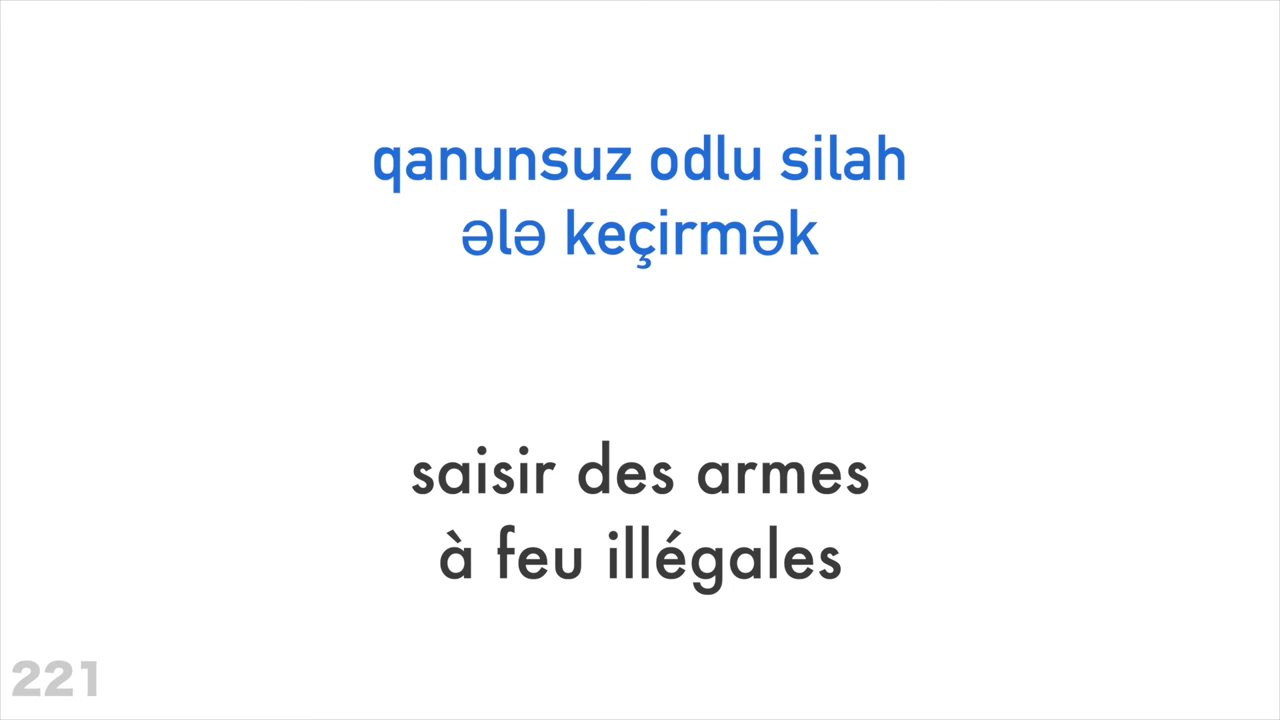 qanunsuz odlu silah
ələ keçirmək
saisir des armes
à feu illégales
221